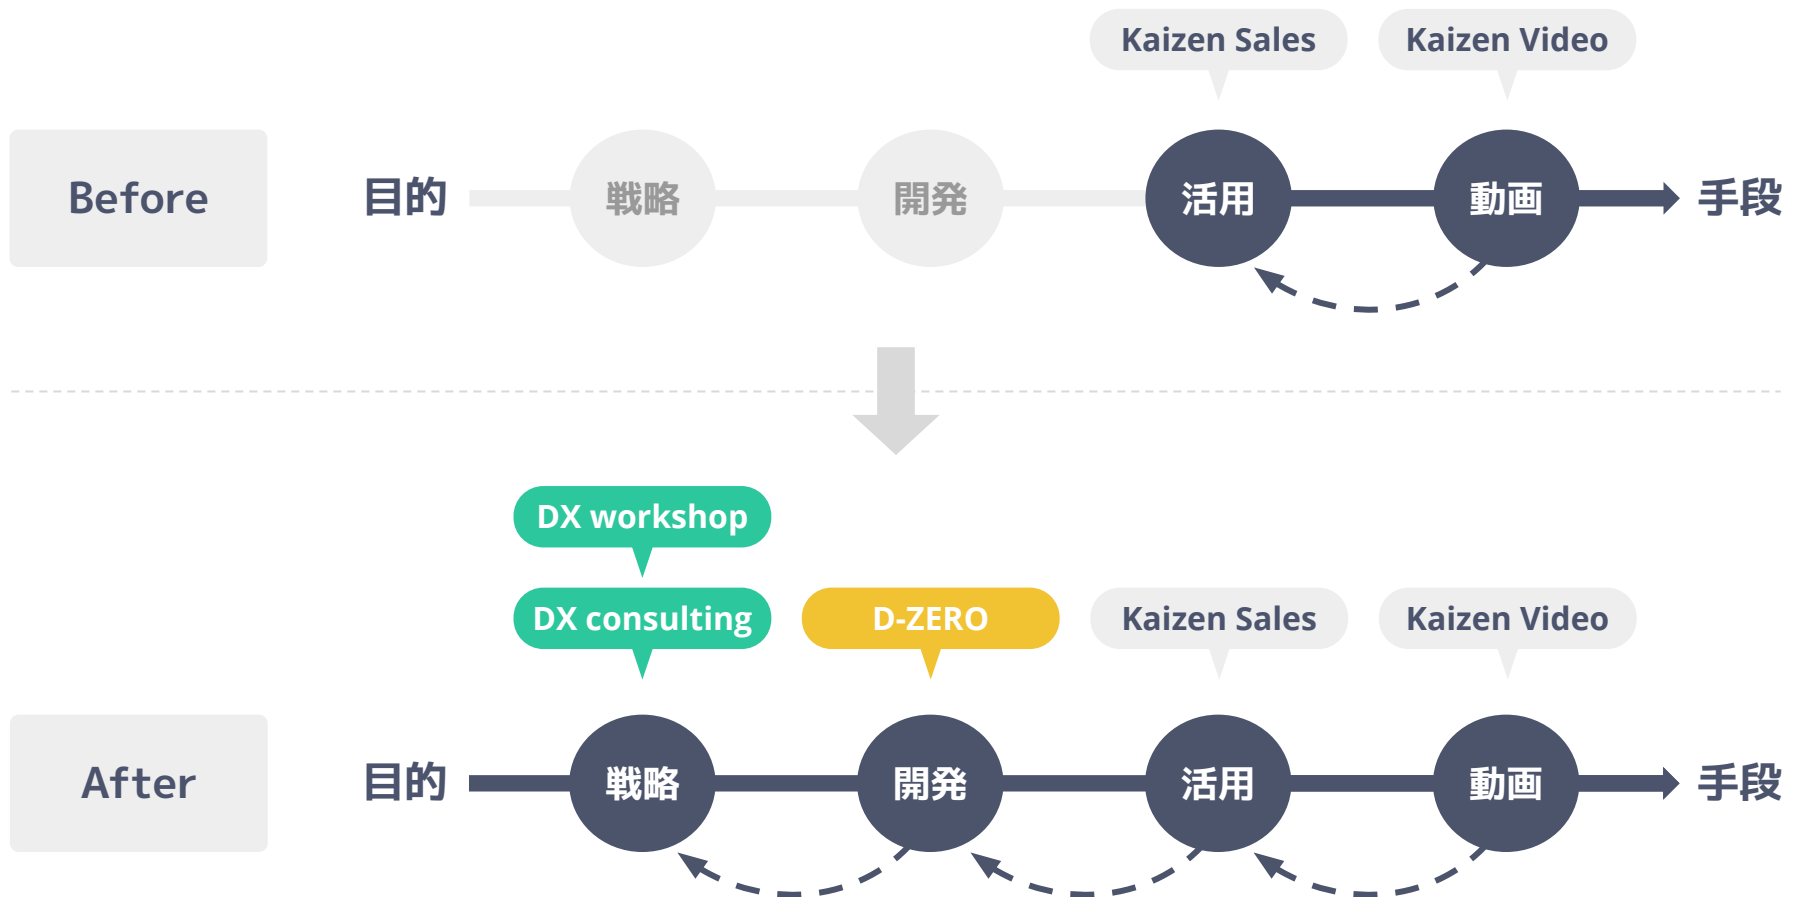 Kaizen Sales
Kaizen Video
Before
目的
戦略
開発
活用
動画
手段
DX workshop
DX consulting
D-ZERO
Kaizen Sales
Kaizen Video
After
目的
戦略
開発
活用
動画
手段